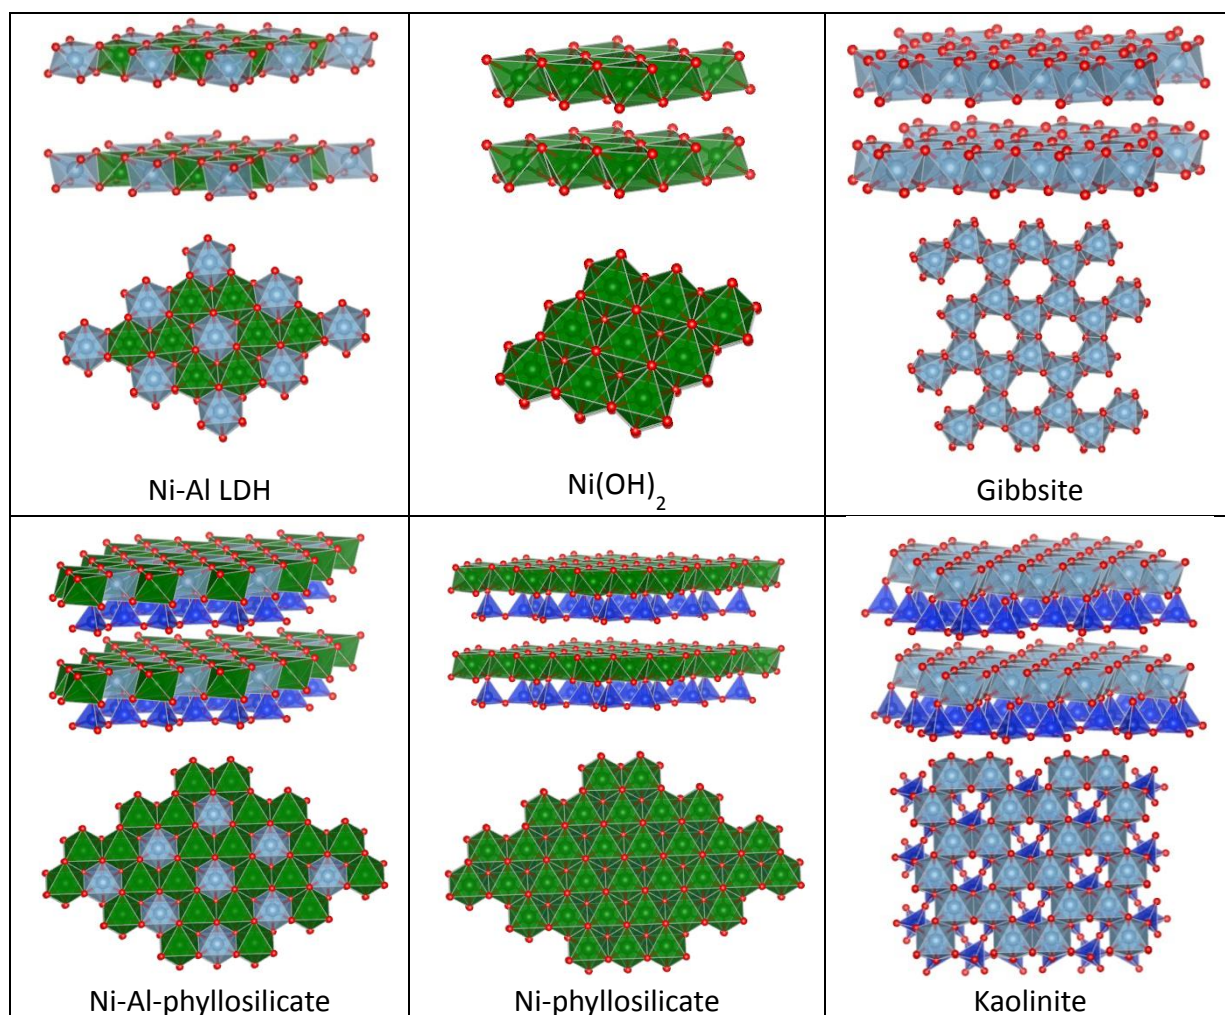 Ni-Al LDH
Ni(OH)₂
Gibbsite
Ni-Al-phyllosilicate
Ni-phyllosilicate
Kaolinite